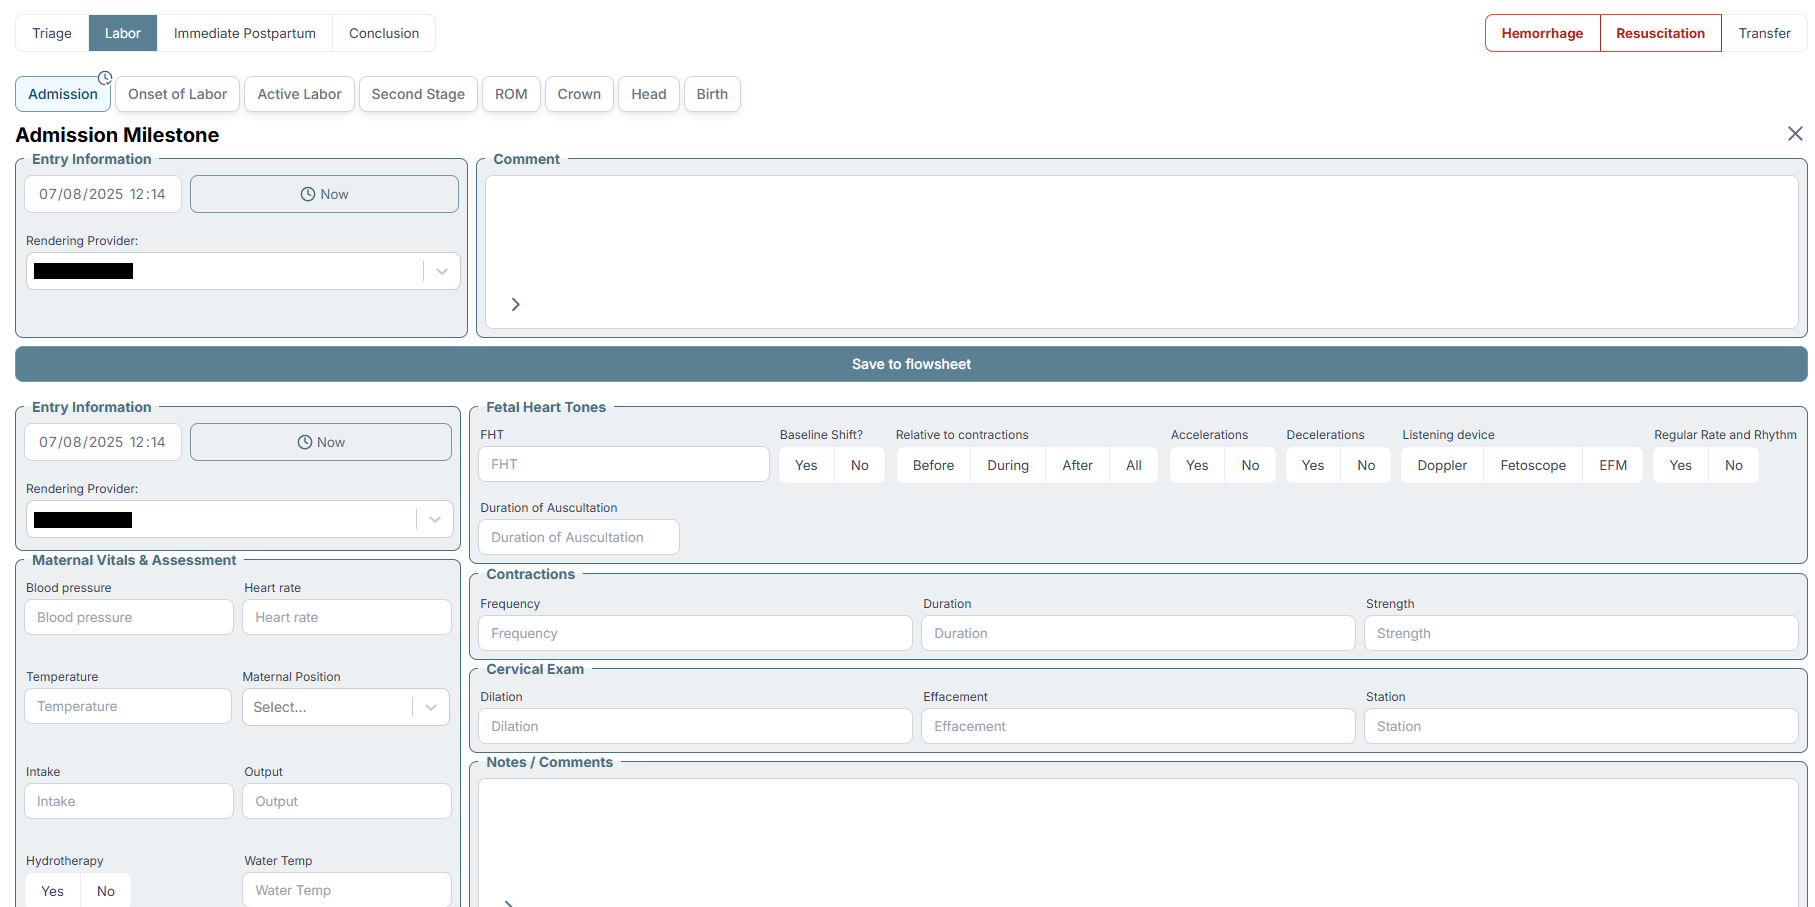 Triage Labor Immediate Postpartum Conclusion Hemorrhage Resuscitation Transfer
Admission Onset of Labor Active Labor Second Stage ROM Crown Head Birth
Admission Milestone
Entry Information
07/08/2025 12:14 Now
Rendering Provider:
Comment
Save to flowsheet
Entry Information
07/08/2025 12:14 Now
Rendering Provider:
Maternal Vitals & Assessment
Blood pressure Heart rate
Blood pressure Heart rate
Temperature Maternal Position
Temperature Select...
Intake Output
Intake Output
Hydrotherapy Water Temp
Yes No Water Temp
Fetal Heart Tones
FHT Baseline Shift? Relative to contractions Accelerations Decelerations Listening device Regular Rate and Rhythm
FHT Yes No Before During After All Yes No Yes No Doppler Fetoscope EFM Yes No
Duration of Auscultation
Duration of Auscultation
Contractions
Frequency Duration Strength
Frequency Duration Strength
Cervical Exam
Dilation Effacement Station
Dilation Effacement Station
Notes / Comments